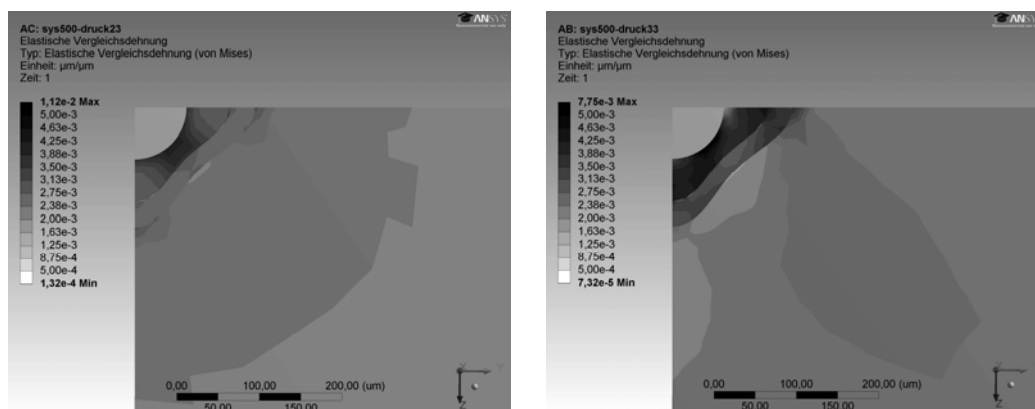 ANSYS
AC: sys500-druck23
Elastische Vergleichsdehnung
Typ: Elastische Vergleichsdehnung (von Mises)
Einheit: µm/µm
Zeit: 1
1,12e-2 Max
5,00e-3
4,63e-3
4,25e-3
3,88e-3
3,50e-3
3,13e-3
2,75e-3
2,38e-3
2,00e-3
1,63e-3
1,25e-3
8,75e-4
5,00e-4
1,32e-4 Min
0,00 100,00 200,00 (um)
50,00 150,00
Y
Z
ANSYS
AB: sys500-druck33
Elastische Vergleichsdehnung
Typ: Elastische Vergleichsdehnung (von Mises)
Einheit: µm/µm
Zeit: 1
7,75e-3 Max
5,00e-3
4,63e-3
4,25e-3
3,88e-3
3,50e-3
3,13e-3
2,75e-3
2,38e-3
2,00e-3
1,63e-3
1,25e-3
8,75e-4
5,00e-4
7,32e-5 Min
0,00 100,00 200,00 (um)
50,00 150,00
Y
Z